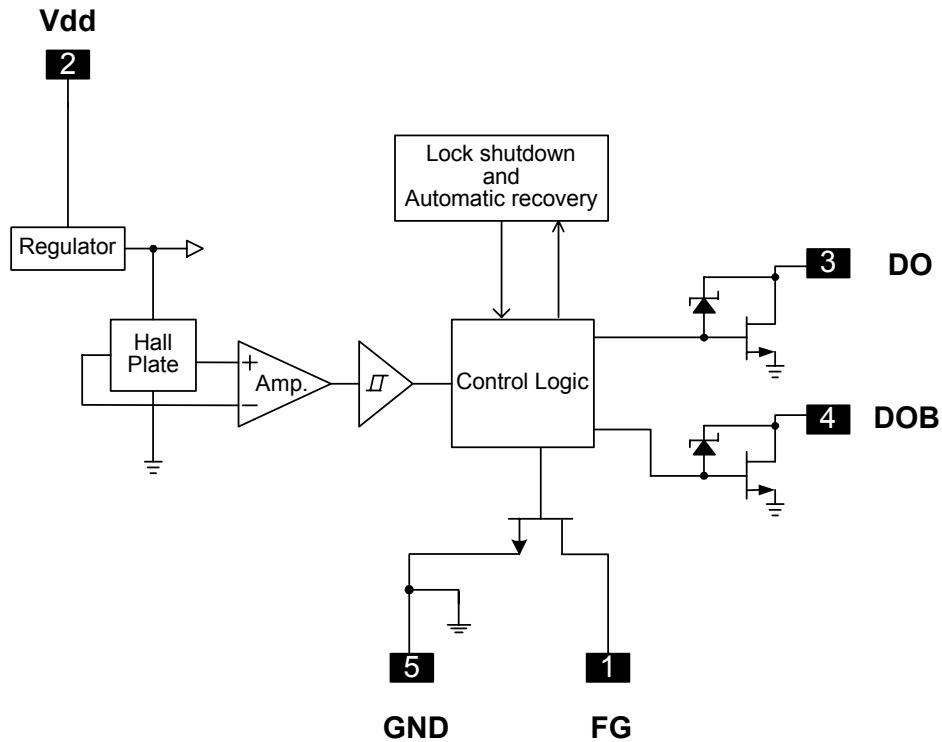 Vdd
2
Lock shutdown
and
Automatic recovery
Regulator
3 DO
Hall
Plate
+
Amp.
−
Control Logic
4 DOB
5
1
GND
FG